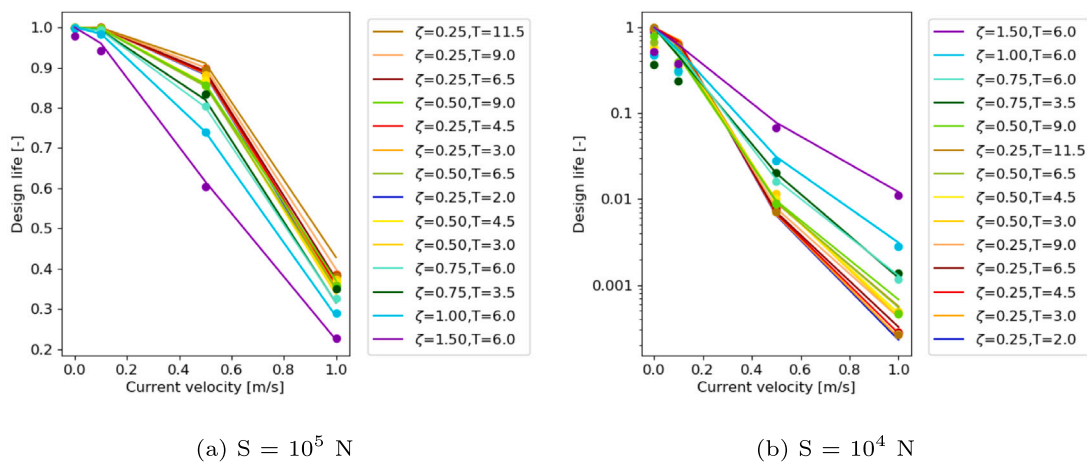 Design life [-]
1.0
0.9
0.8
0.7
0.6
0.5
0.4
0.3
0.2
0.0 0.2 0.4 0.6 0.8 1.0
Current velocity [m/s]
ζ=0.25,T=11.5
ζ=0.25,T=9.0
ζ=0.25,T=6.5
ζ=0.50,T=9.0
ζ=0.25,T=4.5
ζ=0.25,T=3.0
ζ=0.50,T=6.5
ζ=0.25,T=2.0
ζ=0.50,T=4.5
ζ=0.50,T=3.0
ζ=0.75,T=6.0
ζ=0.75,T=3.5
ζ=1.00,T=6.0
ζ=1.50,T=6.0
(a) S = 10⁵ N
Design life [-]
1
0.1
0.01
0.001
0.0 0.2 0.4 0.6 0.8 1.0
Current velocity [m/s]
ζ=1.50,T=6.0
ζ=1.00,T=6.0
ζ=0.75,T=6.0
ζ=0.75,T=3.5
ζ=0.50,T=9.0
ζ=0.25,T=11.5
ζ=0.50,T=6.5
ζ=0.50,T=4.5
ζ=0.50,T=3.0
ζ=0.25,T=9.0
ζ=0.25,T=6.5
ζ=0.25,T=4.5
ζ=0.25,T=3.0
ζ=0.25,T=2.0
(b) S = 10⁴ N